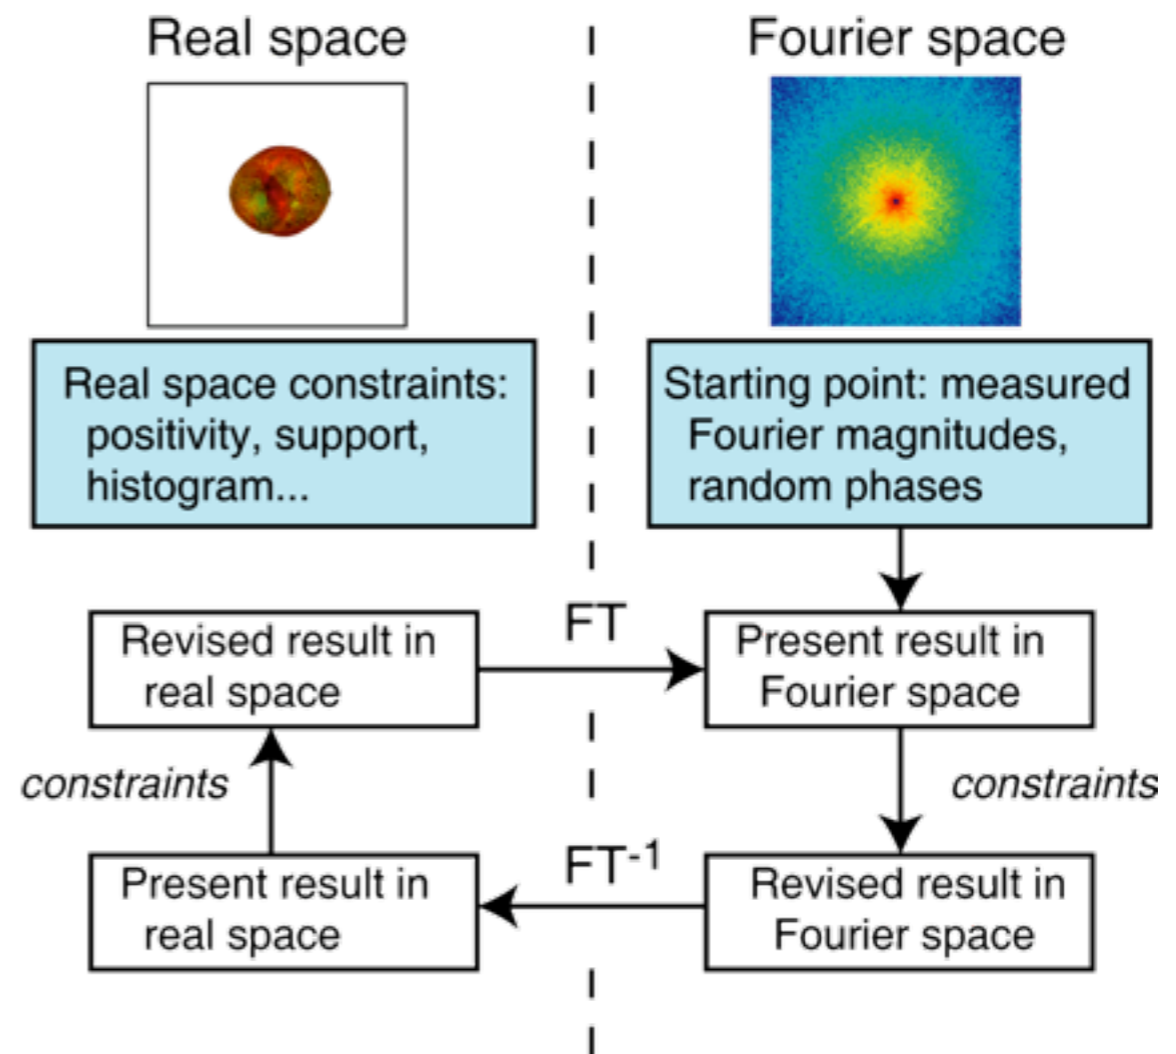 Real space
Fourier space
Real space constraints:
positivity, support,
histogram...
Starting point: measured
Fourier magnitudes,
random phases
Revised result in
real space
FT
Present result in
Fourier space
constraints
constraints
Present result in
real space
FT-1
Revised result in
Fourier space